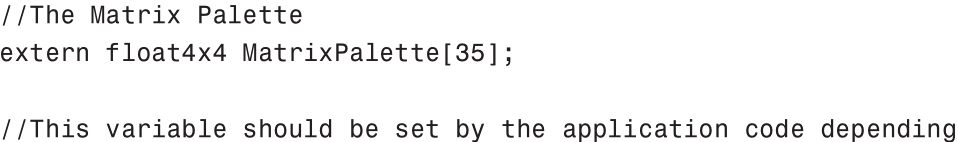 //The Matrix Palette
extern float4x4 MatrixPalette[35];
//This variable should be set by the application code depending